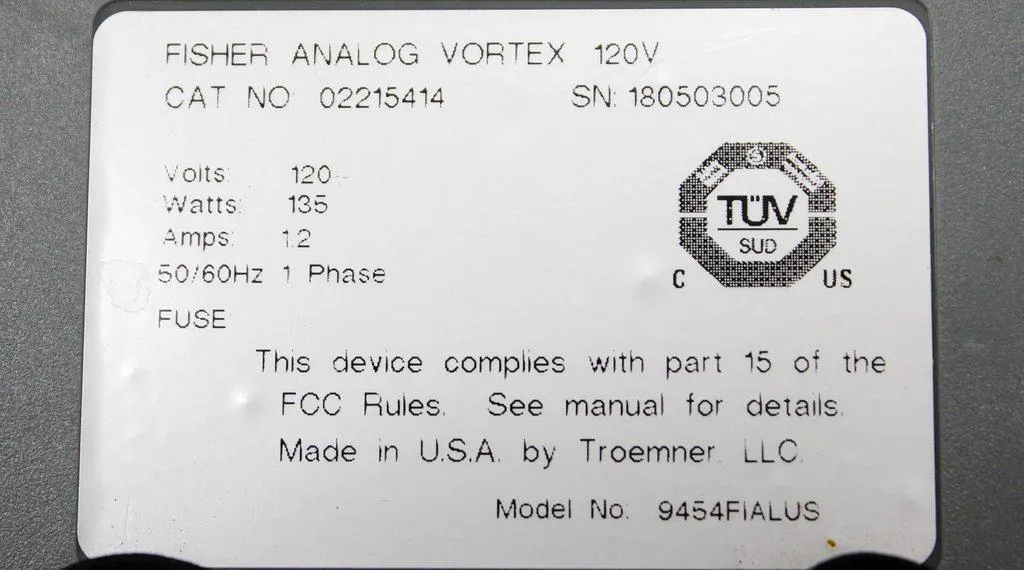 FISHER ANALOG VORTEX 120V
CAT NO 02215414 SN: 180503005
Volts: 120~
Watts: 135
Amps: 1.2
50/60Hz 1 Phase
FUSE
TÜV
SUD
C US
This device complies with part 15 of the
FCC Rules. See manual for details.
Made in U.S.A. by Troemner. LLC.
Model No: 9454FIALUS